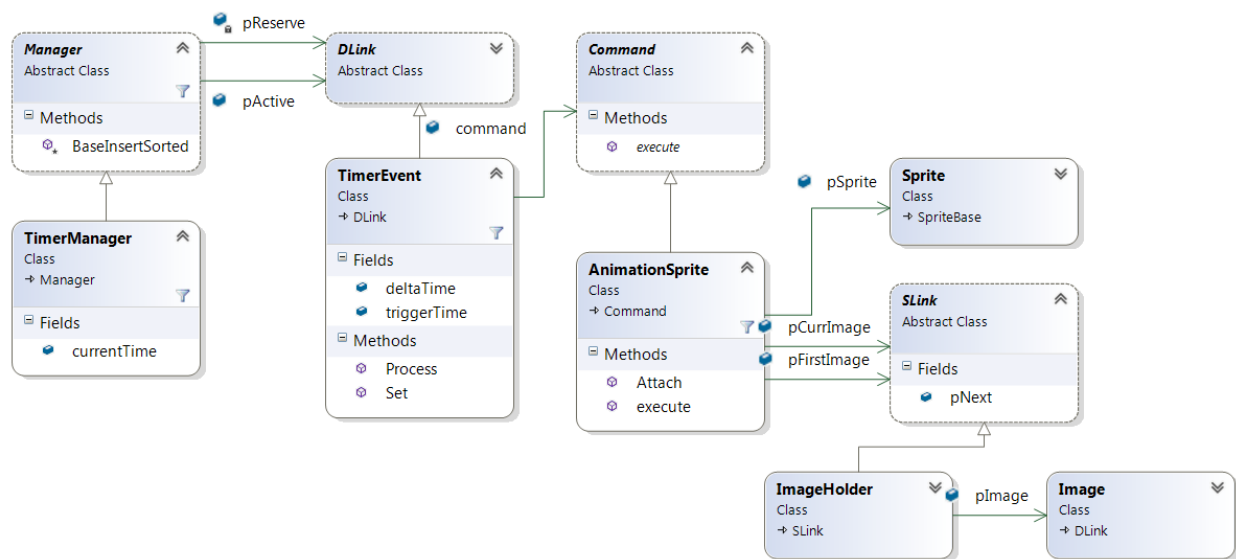 pReserve
Manager
Abstract Class
Methods
BaseInsertSorted
pActive
DLink
Abstract Class
command
Command
Abstract Class
Methods
execute
TimerManager
Class
Manager
Fields
currentTime
TimerEvent
Class
DLink
Fields
deltaTime
triggerTime
Methods
Process
Set
pSprite
Sprite
Class
SpriteBase
AnimationSprite
Class
Command
Methods
Attach
execute
pCurrImage
pFirstImage
SLink
Abstract Class
Fields
pNext
ImageHolder
Class
SLink
pImage
Image
Class
DLink